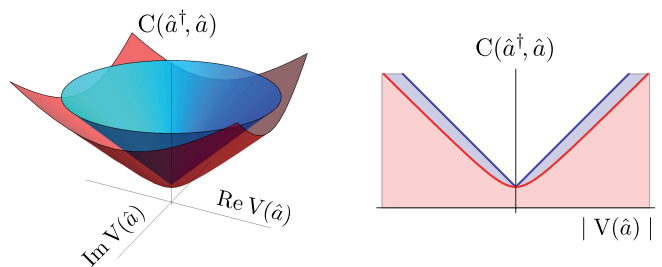 C(â†, â)
Im V(â)
Re V(â)
C(â†, â)
| V(â) |